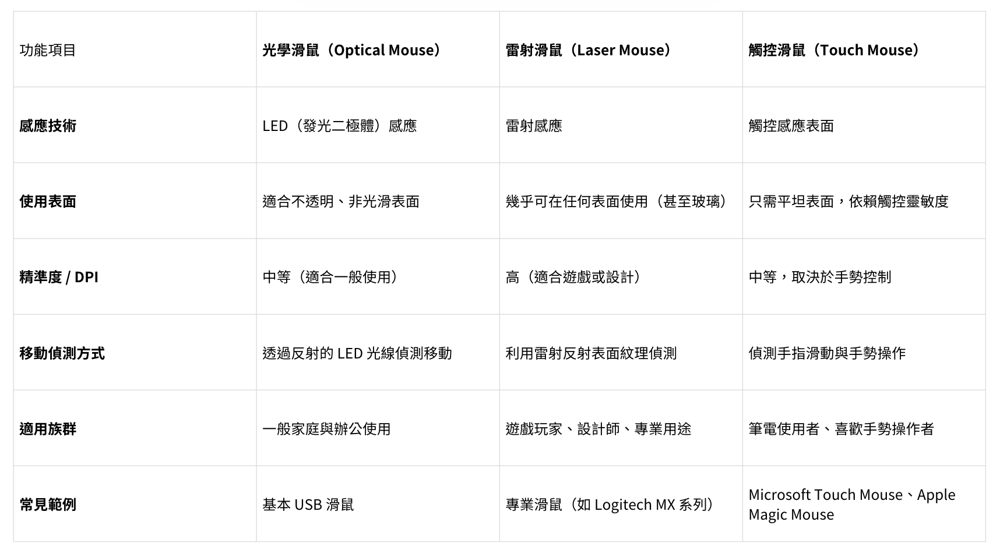 功能項目
光學滑鼠（Optical Mouse）
雷射滑鼠（Laser Mouse）
觸控滑鼠（Touch Mouse）
感應技術
LED（發光二極體）感應
雷射感應
觸控感應表面
使用表面
適合不透明、非光滑表面
幾乎可在任何表面使用（甚至玻璃）
只需平坦表面，依賴觸控靈敏度
精準度 / DPI
中等（適合一般使用）
高（適合遊戲或設計）
中等，取決於手勢控制
移動偵測方式
透過反射的 LED 光線偵測移動
利用雷射反射表面紋理偵測
偵測手指滑動與手勢操作
適用族群
一般家庭與辦公使用
遊戲玩家、設計師、專業用途
筆電使用者、喜歡手勢操作者
常見範例
基本 USB 滑鼠
專業滑鼠（如 Logitech MX 系列）
Microsoft Touch Mouse、Apple
Magic Mouse